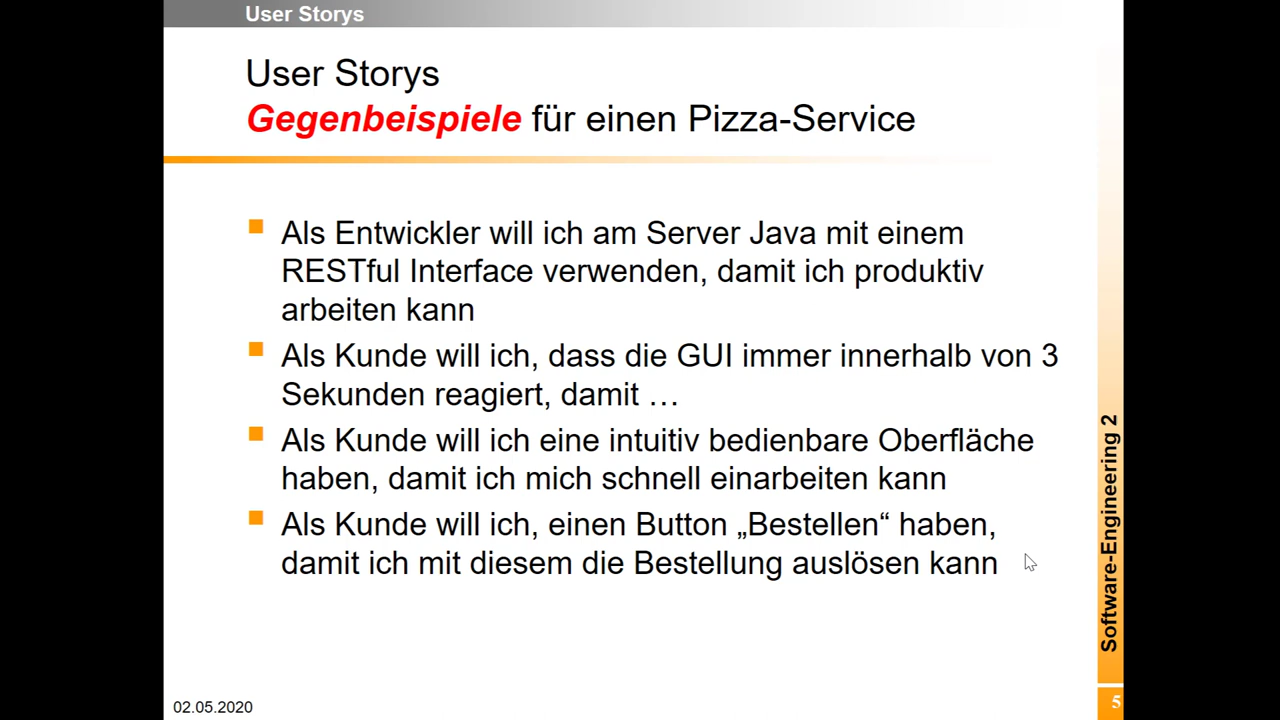 User Storys
User Storys
Gegenbeispiele für einen Pizza-Service
Als Entwickler will ich am Server Java mit einem
RESTful Interface verwenden, damit ich produktiv
arbeiten kann
Als Kunde will ich, dass die GUI immer innerhalb von 3
Sekunden reagiert, damit …
Als Kunde will ich eine intuitiv bedienbare Oberfläche
haben, damit ich mich schnell einarbeiten kann
Als Kunde will ich, einen Button „Bestellen“ haben,
damit ich mit diesem die Bestellung auslösen kann
Software-Engineering 2
02.05.2020
5